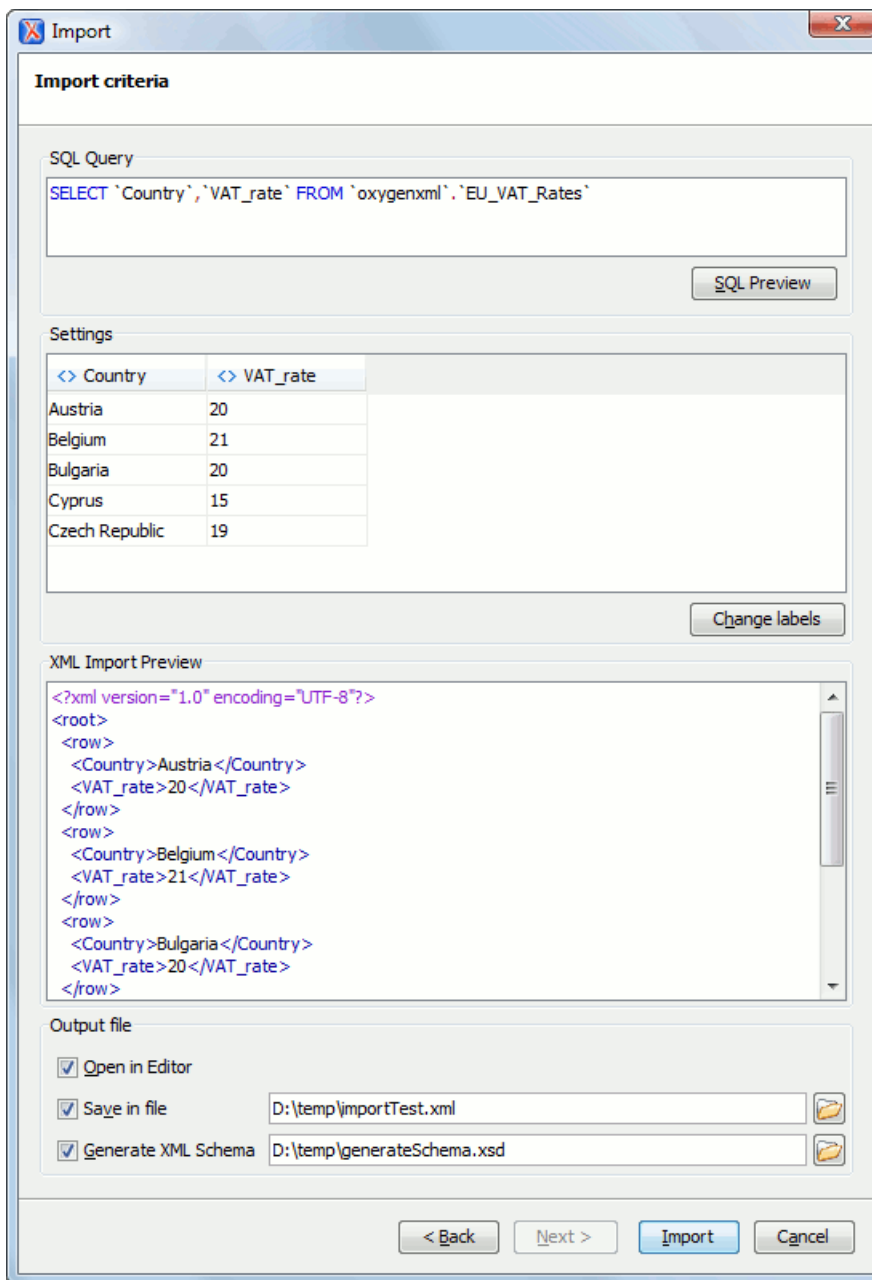 Import
Import criteria
SQL Query
SELECT `Country`,`VAT_rate` FROM `oxygenxml`.`EU_VAT_Rates`
SQL Preview
Settings
<> Country <> VAT_rate
Austria 20
Belgium 21
Bulgaria 20
Cyprus 15
Czech Republic 19
Change labels
XML Import Preview
<?xml version="1.0" encoding="UTF-8"?>
<root>
<row>
<Country>Austria</Country>
<VAT_rate>20</VAT_rate>
</row>
<row>
<Country>Belgium</Country>
<VAT_rate>21</VAT_rate>
</row>
<row>
<Country>Bulgaria</Country>
<VAT_rate>20</VAT_rate>
</row>
Output file
Open in Editor
Save in file D:\temp\importTest.xml
Generate XML Schema D:\temp\generateSchema.xsd
< Back Next > Import Cancel